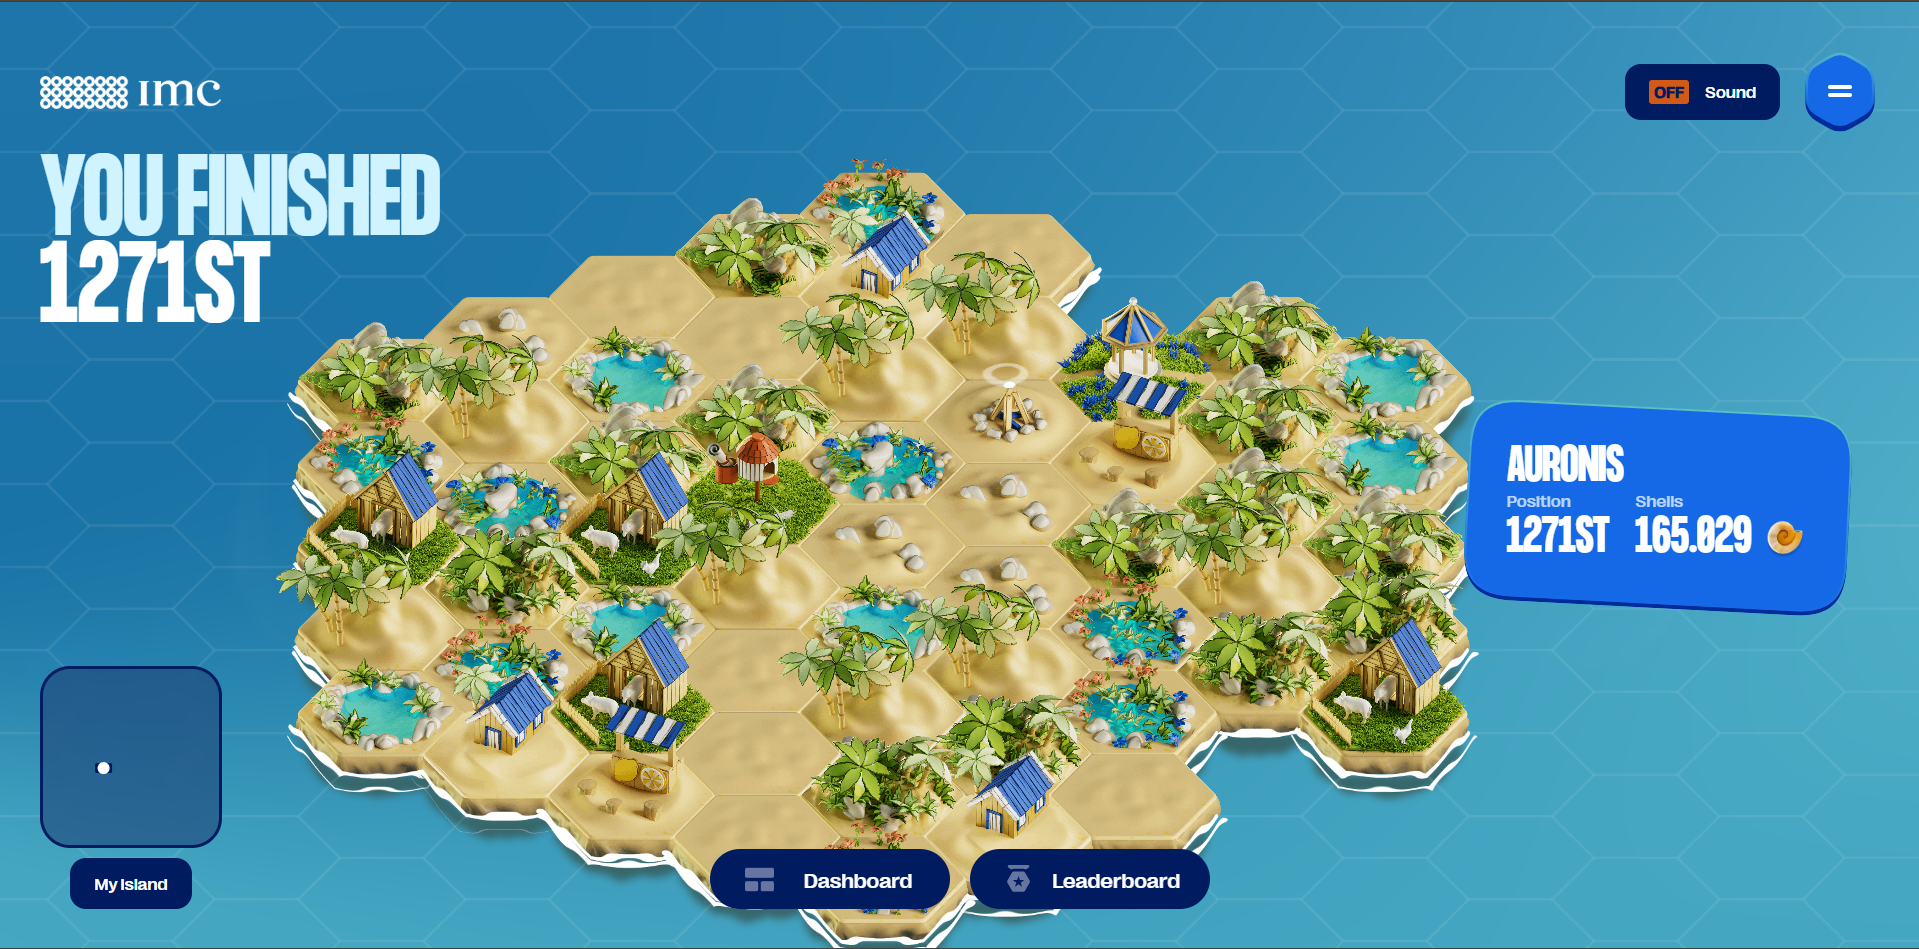 imc
OFF Sound
YOU FINISHED
1271ST
AURONIS
Position Shells
1271ST 165.029
My Island
Dashboard
Leaderboard